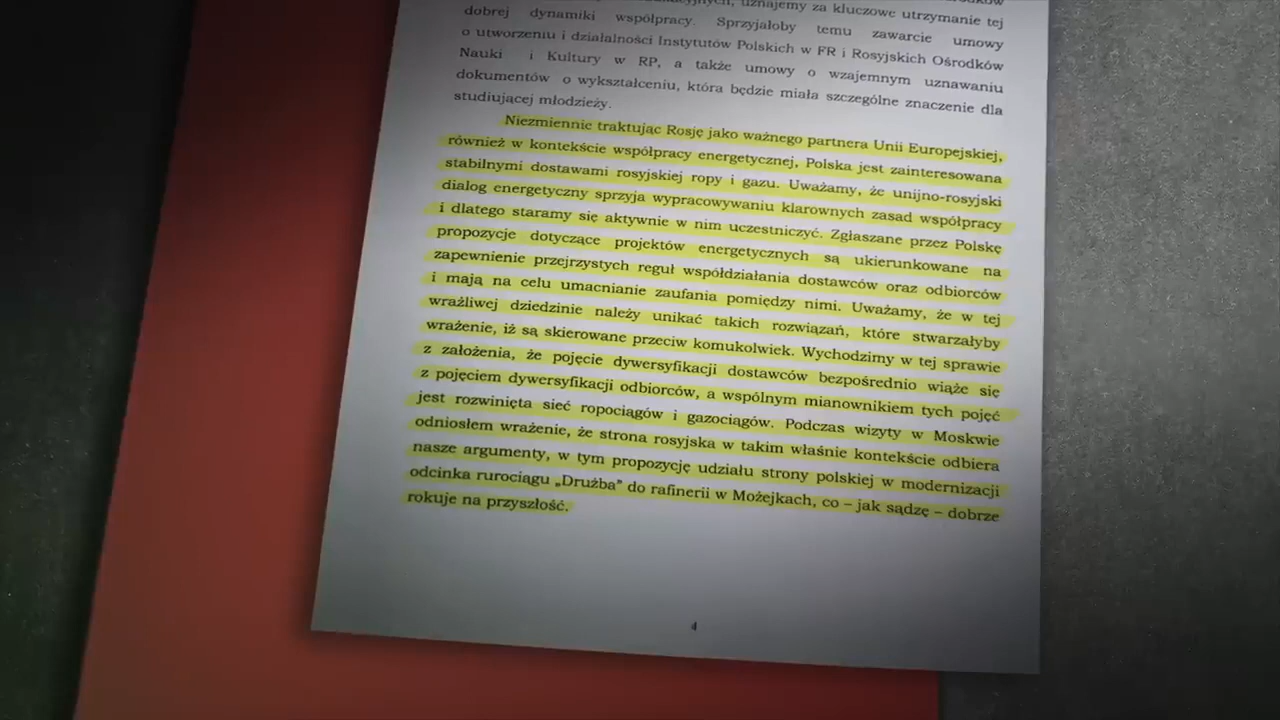 uznajemy za kluczowe utrzymanie tej
dobrej dynamiki współpracy. Sprzyjałoby temu zawarcie umowy
o utworzeniu i działalności Instytutów Polskich w FR i Rosyjskich Ośrodków
Nauki i Kultury w RP, a także umowy o wzajemnym uznawaniu
dokumentów o wykształceniu, która będzie miała szczególne znaczenie dla
studiującej młodzieży.
Niezmiennie traktując Rosję jako ważnego partnera Unii Europejskiej,
również w kontekście współpracy energetycznej, Polska jest zainteresowana
stabilnymi dostawami rosyjskiej ropy i gazu. Uważamy, że unijno-rosyjski
dialog energetyczny sprzyja wypracowywaniu klarownych zasad współpracy
i dlatego staramy się aktywnie w nim uczestniczyć. Zgłaszane przez Polskę
propozycje dotyczące projektów energetycznych są ukierunkowane na
zapewnienie przejrzystych reguł współdziałania dostawców oraz odbiorców
i mają na celu umacnianie zaufania pomiędzy nimi. Uważamy, że w tej
wrażliwej dziedzinie należy unikać takich rozwiązań, które stwarzałyby
wrażenie, iż są skierowane przeciw komukolwiek. Wychodzimy w tej sprawie
z założenia, że pojęcie dywersyfikacji dostawców bezpośrednio wiąże się
z pojęciem dywersyfikacji odbiorców, a wspólnym mianownikiem tych pojęć
jest rozwinięta sieć ropociągów i gazociągów. Podczas wizyty w Moskwie
odniosłem wrażenie, że strona rosyjska w takim właśnie kontekście odbiera
nasze argumenty, w tym propozycję udziału strony polskiej w modernizacji
odcinka rurociągu „Drużba” do rafinerii w Możejkach, co – jak sądzę – dobrze
rokuje na przyszłość.
4